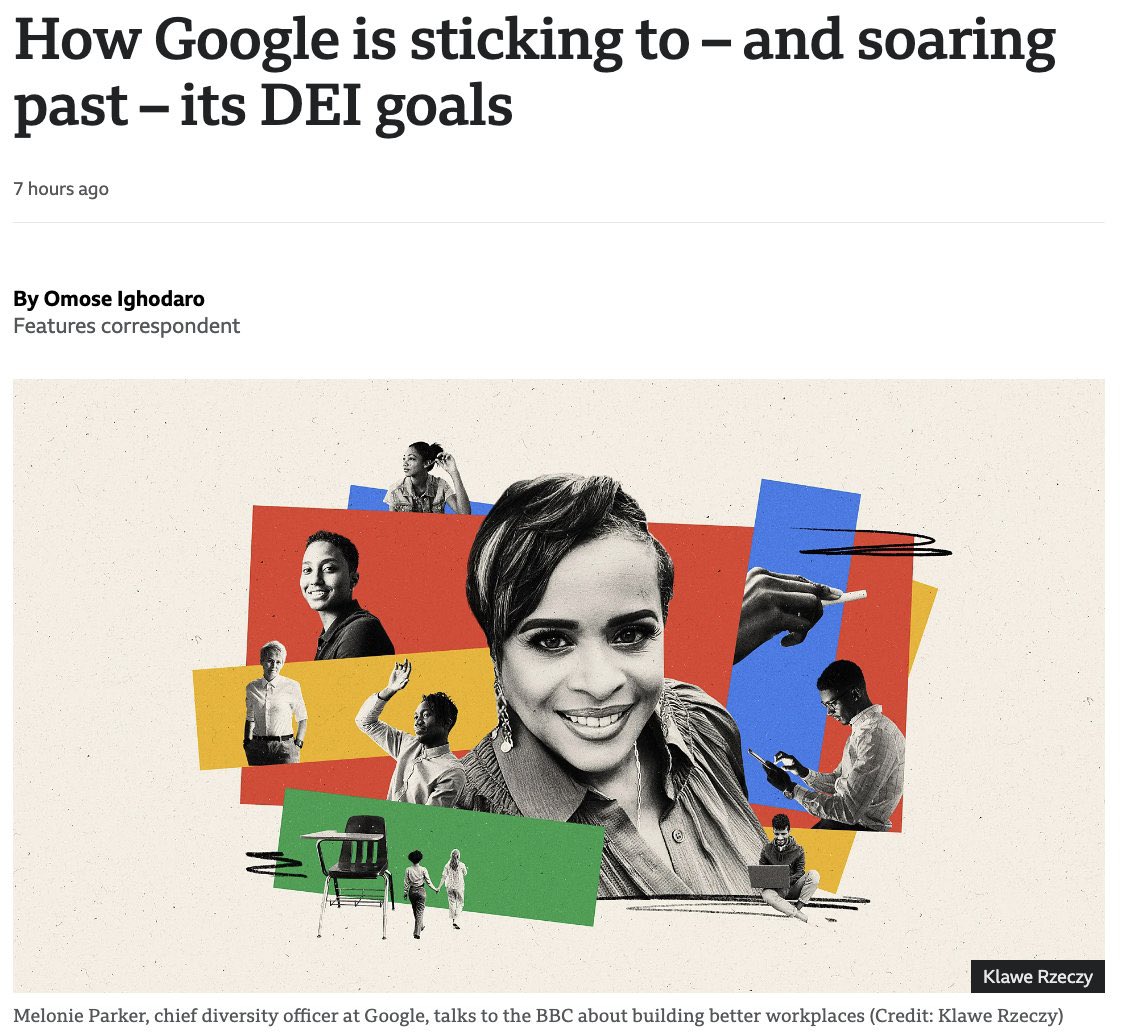 How Google is sticking to – and soaring
past – its DEI goals
7 hours ago
By Omose Ighodaro
Features correspondent
Klawe Rzeczy
Melonie Parker, chief diversity officer at Google, talks to the BBC about building better workplaces (Credit: Klawe Rzeczy)